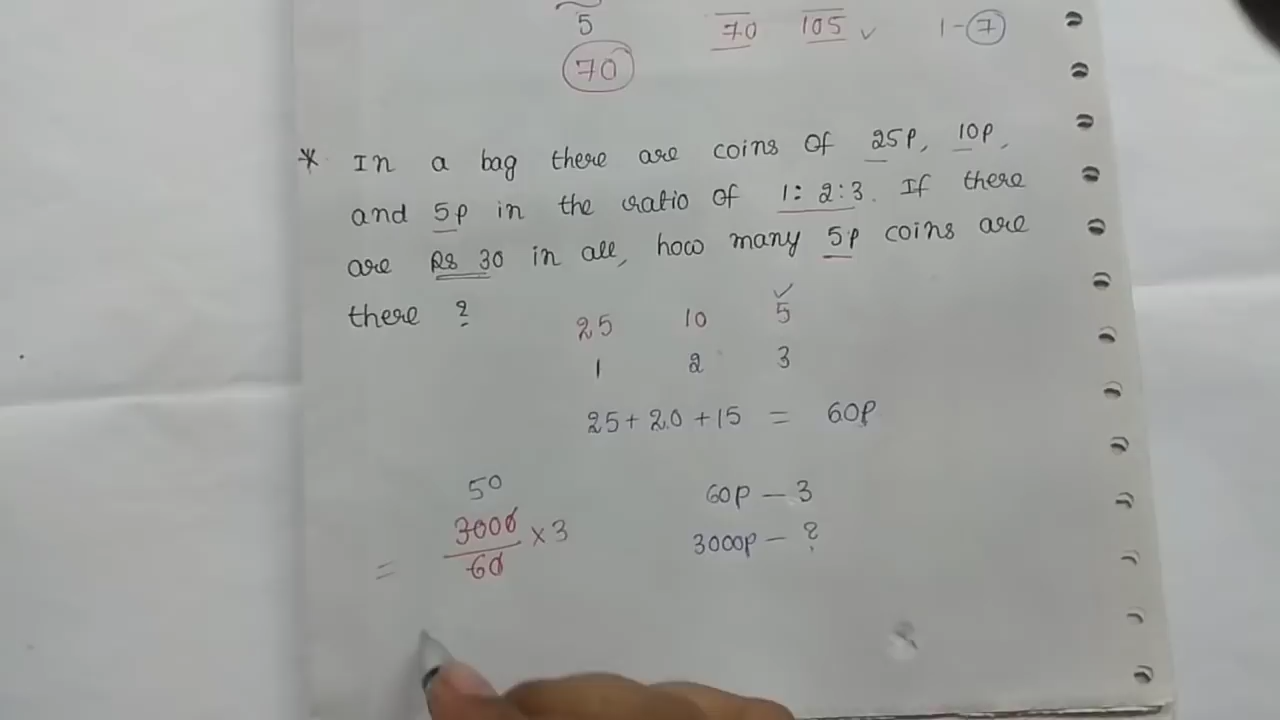 5
70 105 1-7
70
* In a bag there are coins of 25P, 10P,
and 5P in the ratio of 1:2:3. If there
are Rs 30 in all, how many 5P coins are
there ?
25 10 5
1 2 3
25+20+15 = 60P
50
60P - 3
= 3000/60 × 3
3000P - ?